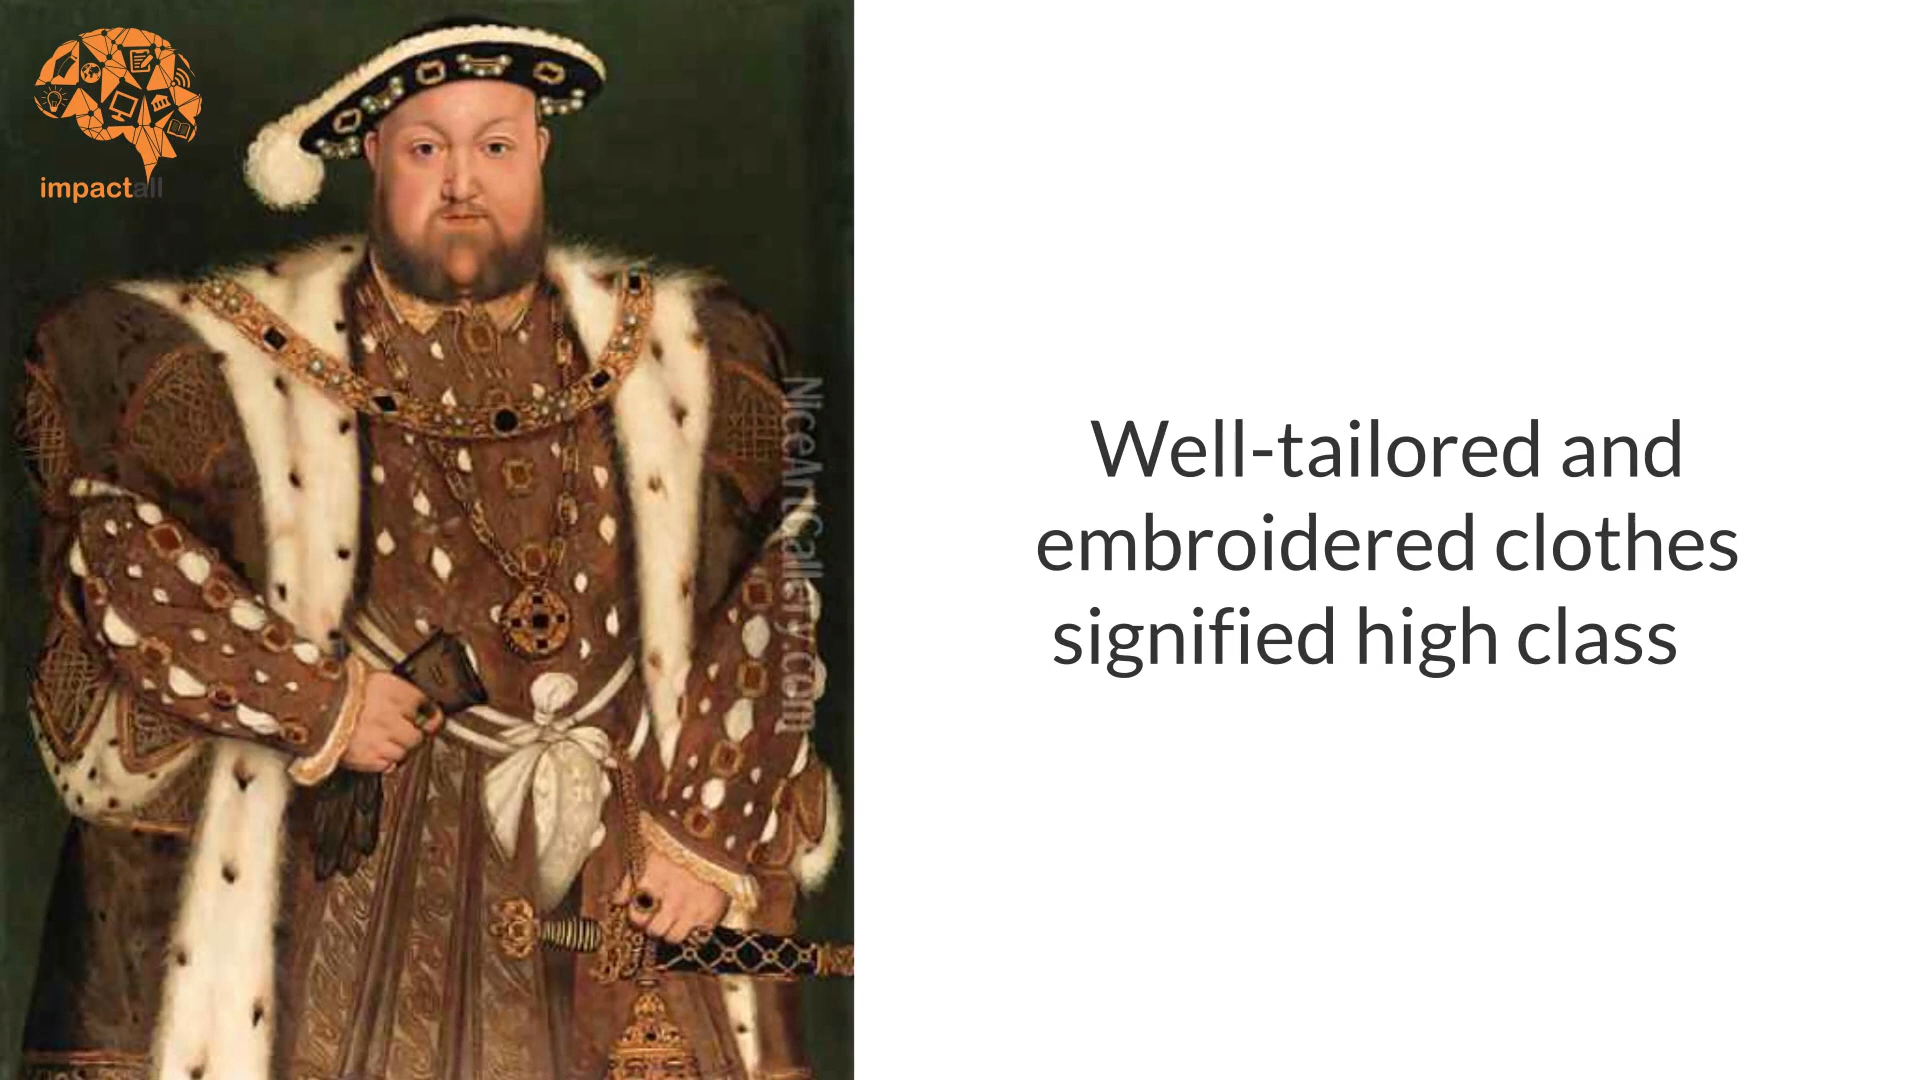 impactall
NiceArtGallery.com
Well-tailored and
embroidered clothes
signified high class